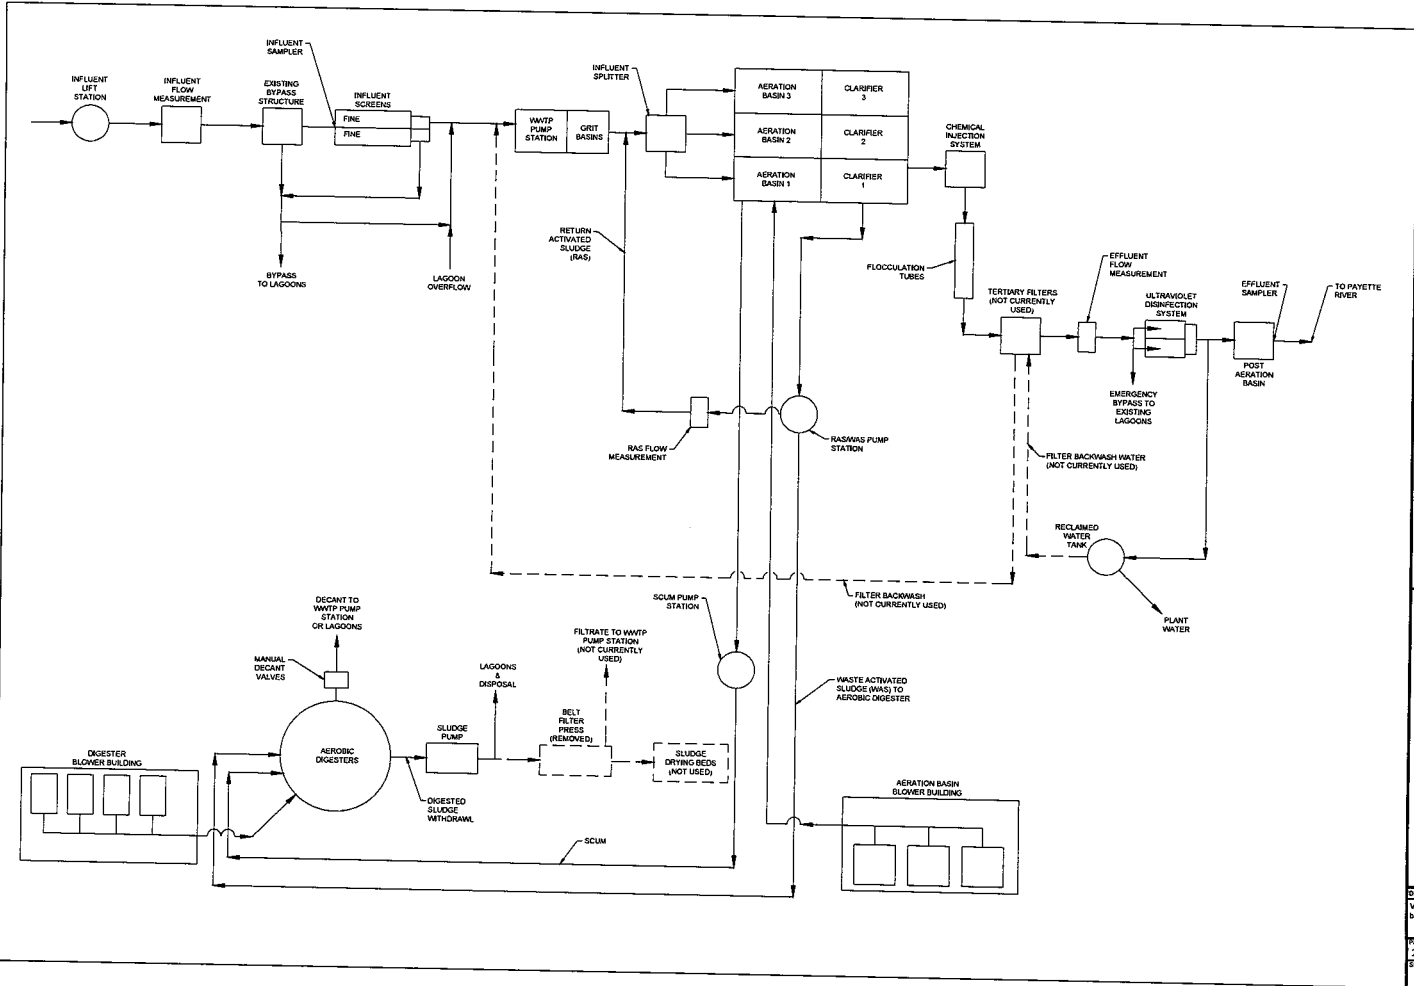 INFLUENT
LIFT
STATION
INFLUENT
FLOW
MEASUREMENT
EXISTING
BYPASS
STRUCTURE
INFLUENT
SAMPLER
INFLUENT
SCREENS
FINE
FINE
BYPASS
TO LAGOONS
LAGOON
OVERFLOW
WWTP
PUMP
STATION
GRIT
BASINS
INFLUENT
SPLITTER
AERATION
BASIN 3
CLARIFIER
3
AERATION
BASIN 2
CLARIFIER
2
AERATION
BASIN 1
CLARIFIER
1
CHEMICAL
INJECTION
SYSTEM
RETURN
ACTIVATED
SLUDGE
(RAS)
FLOCCULATION
TUBES
TERTIARY FILTERS
(NOT CURRENTLY
USED)
EFFLUENT
FLOW
MEASUREMENT
ULTRAVIOLET
DISINFECTION
SYSTEM
EFFLUENT
SAMPLER
TO PAYETTE
RIVER
POST
AERATION
BASIN
EMERGENCY
BYPASS TO
EXISTING
LAGOONS
RAS FLOW
MEASUREMENT
RAS/WAS PUMP
STATION
FILTER BACKWASH WATER
(NOT CURRENTLY USED)
RECLAIMED
WATER
TANK
PLANT
WATER
FILTER BACKWASH
(NOT CURRENTLY USED)
SCUM PUMP
STATION
DECANT TO
WWTP PUMP
STATION
OR LAGOONS
MANUAL
DECANT
VALVES
FILTRATE TO WWTP
PUMP STATION
(NOT CURRENTLY
USED)
LAGOONS
&
DISPOSAL
WASTE ACTIVATED
SLUDGE (WAS) TO
AEROBIC DIGESTER
BELT
FILTER
PRESS
(REMOVED)
SLUDGE
PUMP
AEROBIC
DIGESTERS
SLUDGE
DRYING BEDS
(NOT USED)
DIGESTER
BLOWER BUILDING
DIGESTED
SLUDGE
WITHDRAWL
SCUM
AERATION BASIN
BLOWER BUILDING